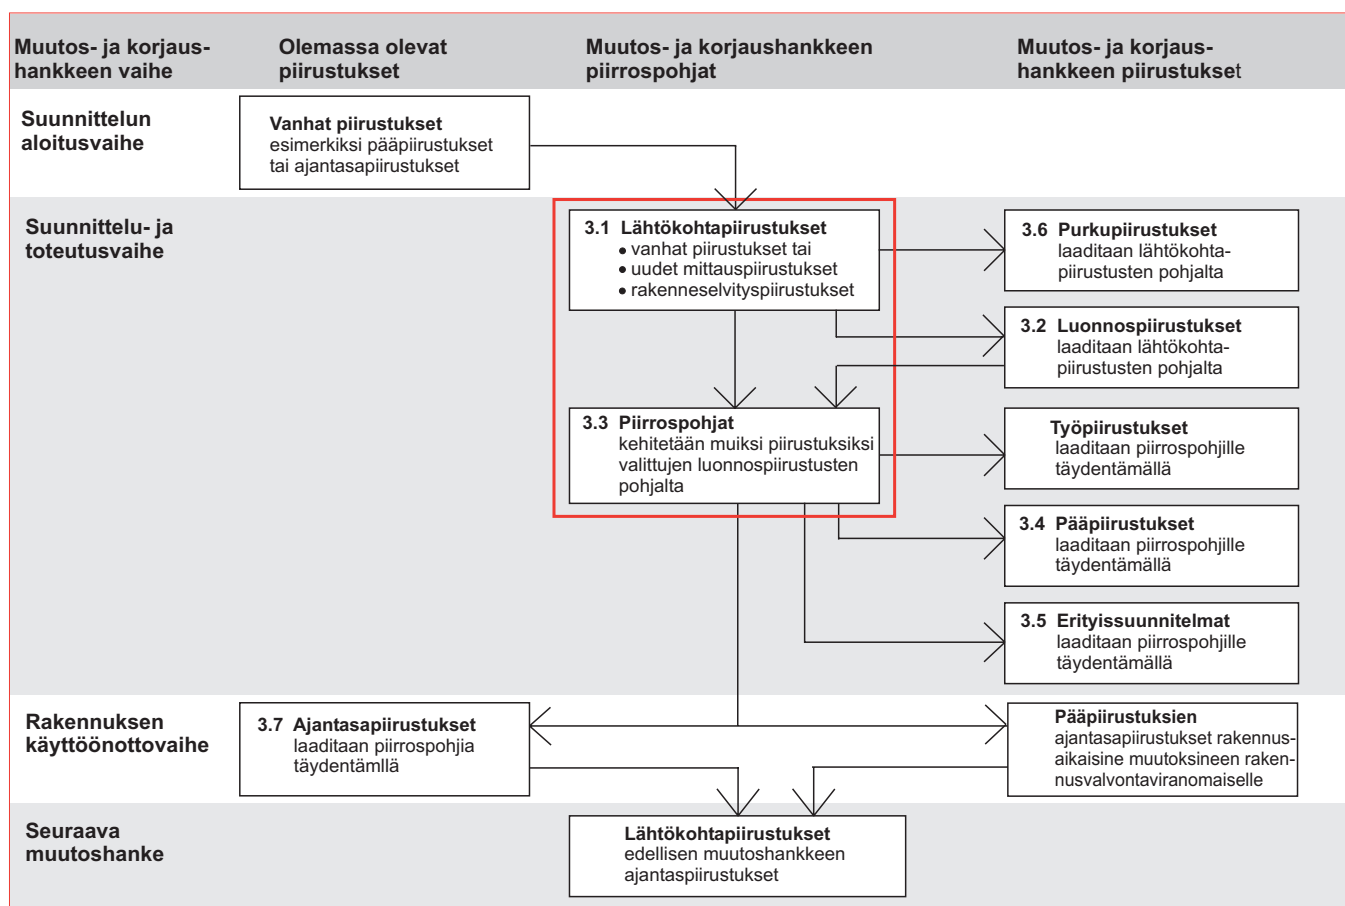 Muutos- ja korjaus-
hankkeen vaihe
Olemassa olevat
piirustukset
Muutos- ja korjaushankkeen
piirrospohjat
Muutos- ja korjaus-
hankkeen piirustukset
Suunnittelun
aloitusvaihe
Vanhat piirustukset
esimerkiksi pääpiirustukset
tai ajantasapiirustukset
Suunnittelu- ja
toteutusvaihe
3.1 Lähtökohtapiirustukset
• vanhat piirustukset tai
• uudet mittauspiirustukset
• rakenneselvityspiirustukset
3.6 Purkupiirustukset
laaditaan lähtökohta-
piirustusten pohjalta
3.2 Luonnospiirustukset
laaditaan lähtökohta-
piirustusten pohjalta
3.3 Piirrospohjat
kehitetään muiksi piirustuksiksi
valittujen luonnospiirustusten
pohjalta
Työpiirustukset
laaditaan piirrospohjille
täydentämällä
3.4 Pääpiirustukset
laaditaan piirrospohjille
täydentämällä
3.5 Erityissuunnitelmat
laaditaan piirrospohjille
täydentämällä
Rakennuksen
käyttöönottovaihe
3.7 Ajantasapiirustukset
laaditaan piirrospohjia
täydentämllä
Pääpiirustuksien
ajantasapiirustukset rakennus-
aikaisine muutoksineen raken-
nusvalvontaviranomaiselle
Seuraava
muutoshanke
Lähtökohtapiirustukset
edellisen muutoshankkeen
ajantaspiirustukset